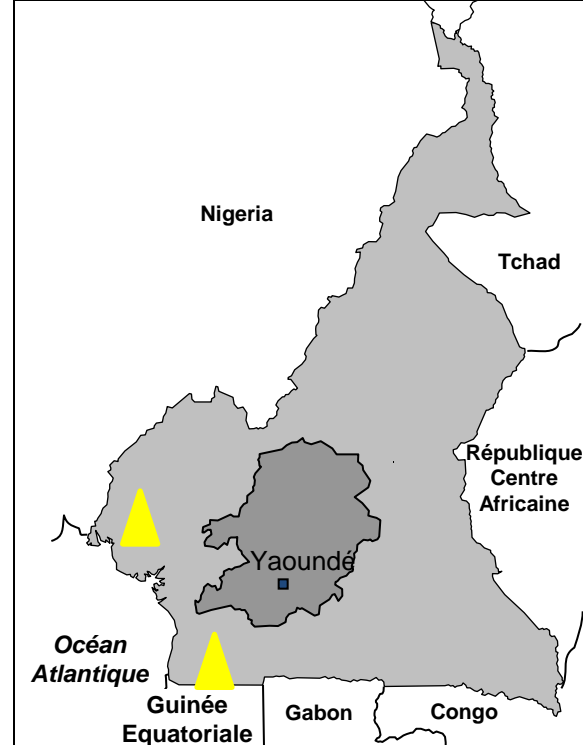 Nigeria
Tchad
République
Centre
Africaine
Yaoundé
Océan
Atlantique
Guinée
Equatoriale
Gabon
Congo